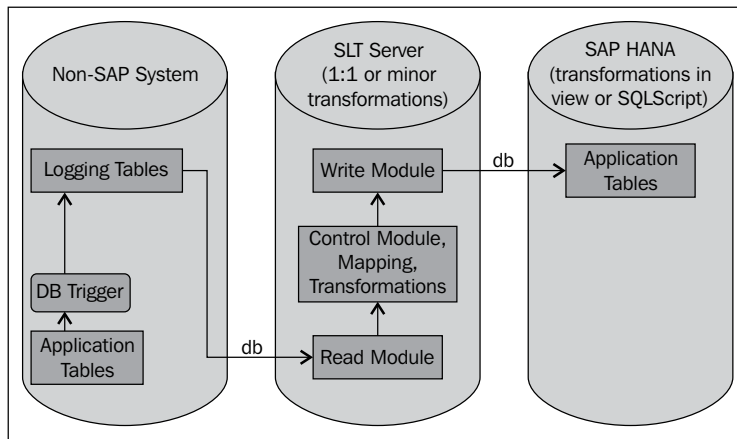 Non-SAP System
Logging Tables
DB Trigger
Application
Tables
db
SLT Server
(1:1 or minor
transformations)
Write Module
Control Module,
Mapping,
Transformations
Read Module
db
SAP HANA
(transformations in
view or SQLScript)
Application
Tables